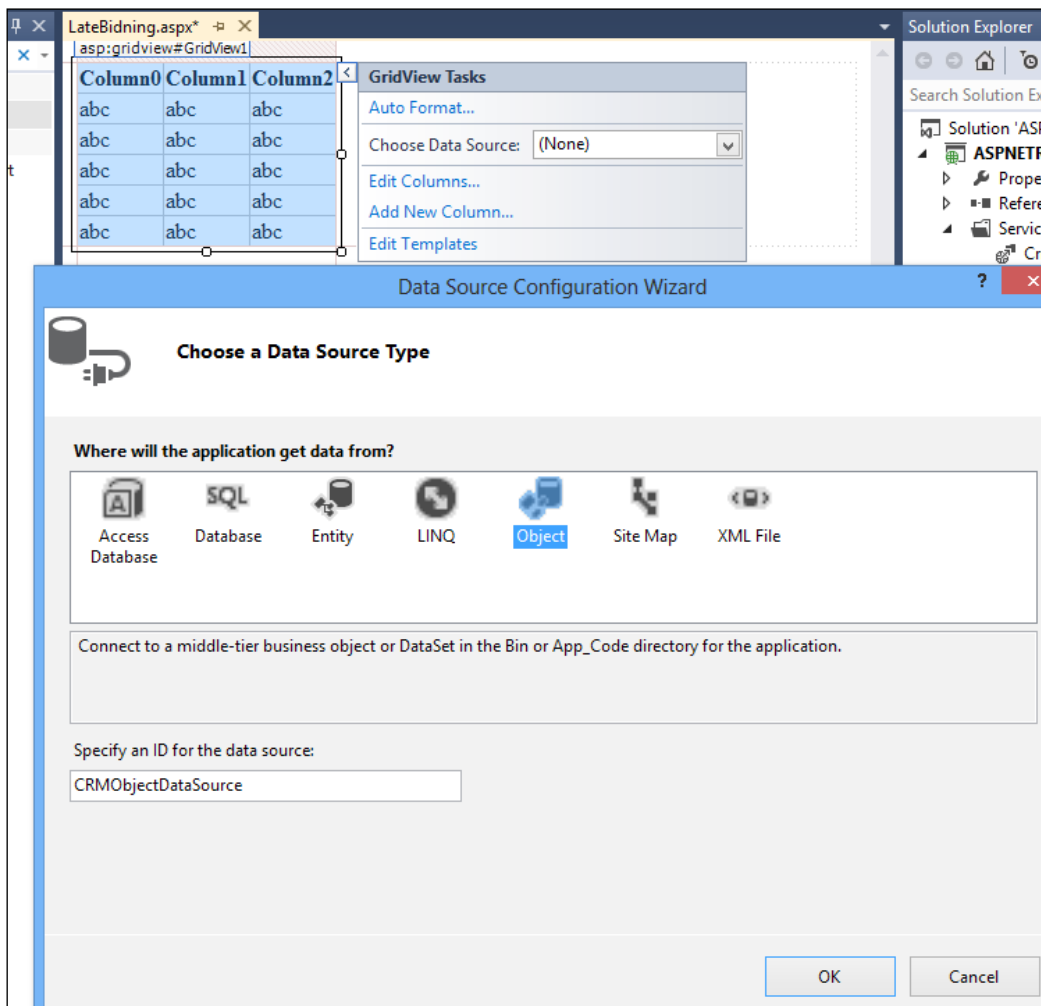 LateBidning.aspx*
Solution Explorer
asp:gridview#GridView1
Column0 Column1 Column2
GridView Tasks
abc abc abc
Auto Format...
Search Solution Ex
abc abc abc
Choose Data Source: (None)
Solution 'ASP
ASPNETF
abc abc abc
t
Edit Columns...
Prope
abc abc abc
Add New Column...
Refere
abc abc abc
Edit Templates
Servic
Cr
Data Source Configuration Wizard
?
Choose a Data Source Type
Where will the application get data from?
SQL
Access Database
Database
Entity
LINQ
Object
Site Map
XML File
Connect to a middle-tier business object or DataSet in the Bin or App_Code directory for the application.
Specify an ID for the data source:
CRMObjectDataSource
OK
Cancel